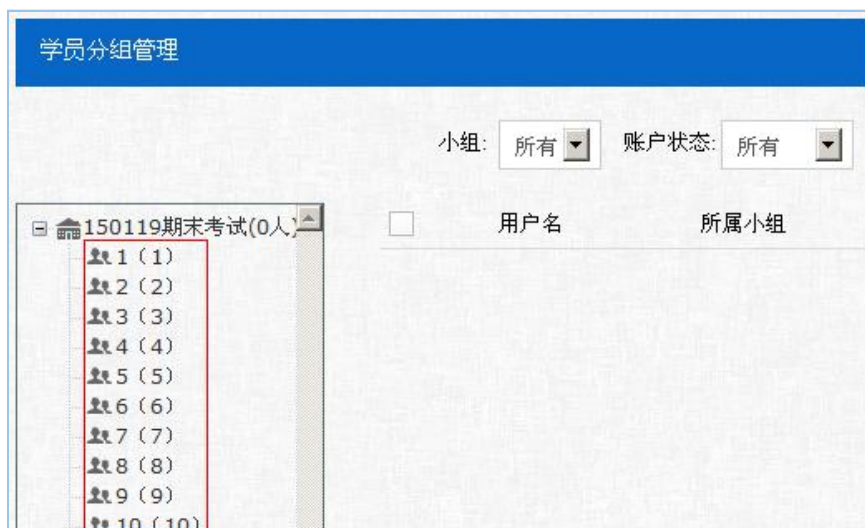 学员分组管理
小组: 所有 账户状态: 所有
150119期末考试(0人)
用户名 所属小组
1（1）
2（2）
3（3）
4（4）
5（5）
6（6）
7（7）
8（8）
9（9）
10（10）